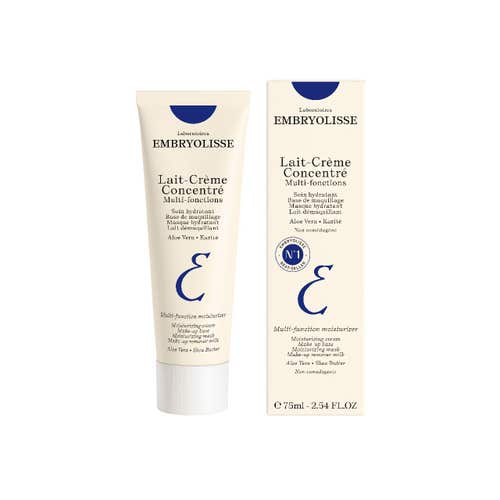 Laboratoires
EMBRYOLISSE
Lait-Crème
Concentré
Multi-fonctions
Soin hydratant
Base de maquillage
Masque hydratant
Lait démaquillant
Aloe Vera • Karité
E
Multi-function moisturizer
Moisturizing cream
Make-up base
Moisturizing mask
Make-up remover milk
Aloe Vera • Shea Butter
Laboratoires
EMBRYOLISSE
Lait-Crème
Concentré
Multi-fonctions
Soin hydratant
Base de maquillage
Masque hydratant
Lait démaquillant
Aloe Vera • Karité
Non comédogène
EMBRYOLISSE
N°1
BEST-SELLER
E
Multi-function moisturizer
Moisturizing cream
Make-up base
Moisturizing mask
Make-up remover milk
Aloe Vera • Shea Butter
Non-comedogenic
℮ 75ml - 2.54 FL.OZ